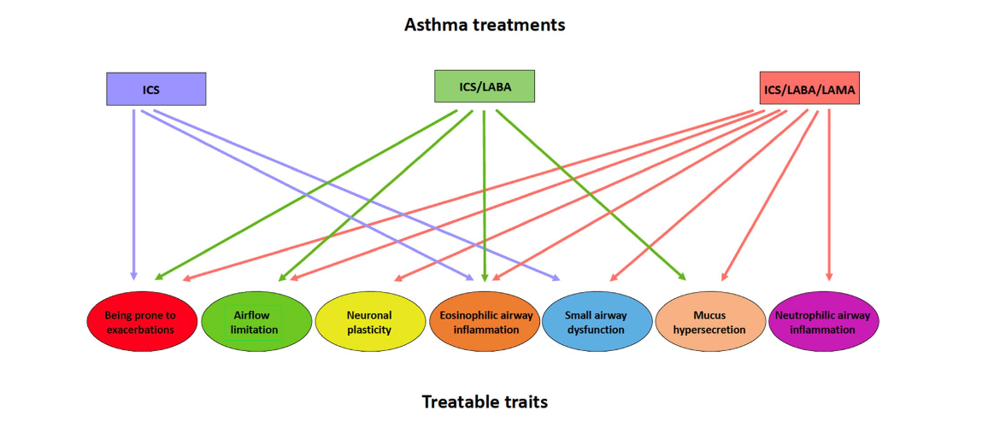 Asthma treatments
ICS
ICS/LABA
ICS/LABA/LAMA
Being prone to
exacerbations
Airflow
limitation
Neuronal
plasticity
Eosinophilic airway
inflammation
Small airway
dysfunction
Mucus
hypersecretion
Neutrophilic airway
inflammation
Treatable traits